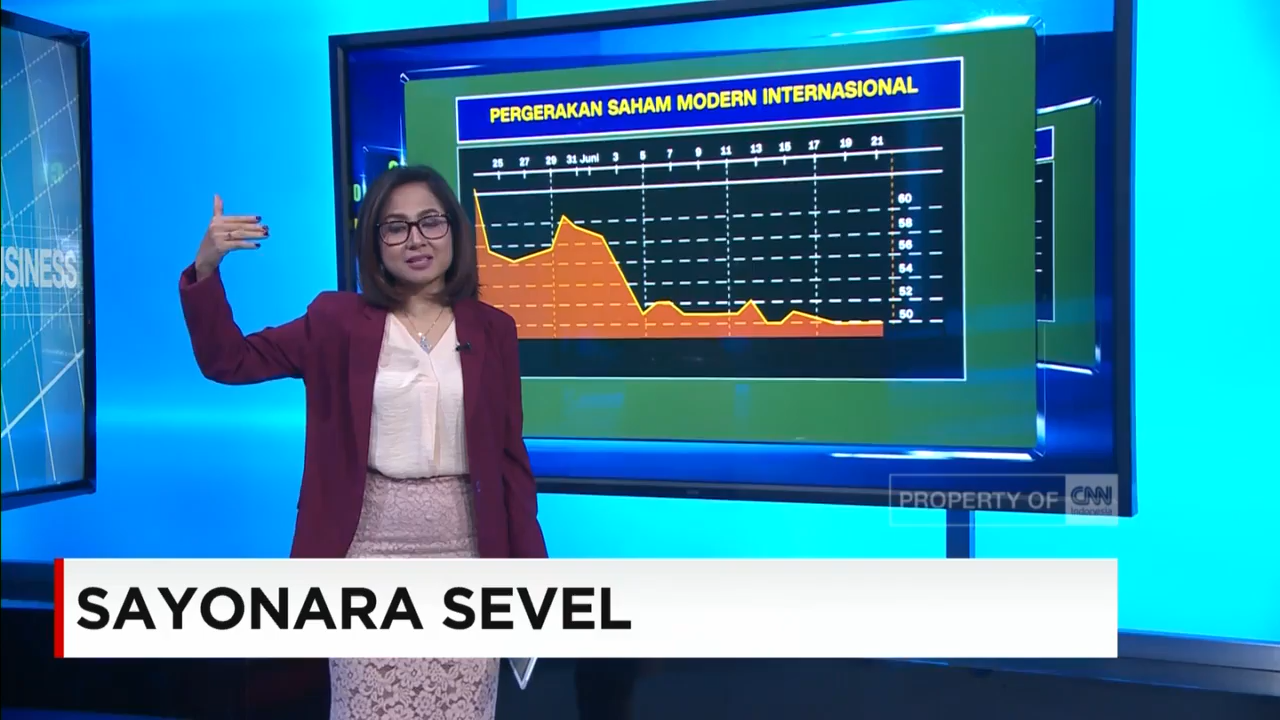 PERGERAKAN SAHAM MODERN INTERNASIONAL
25 27 29 31 Juni 3 5 7 9 11 13 15 17 19 21
60
58
56
54
52
50
SINESS
PROPERTY OF CNN Indonesia
SAYONARA SEVEL